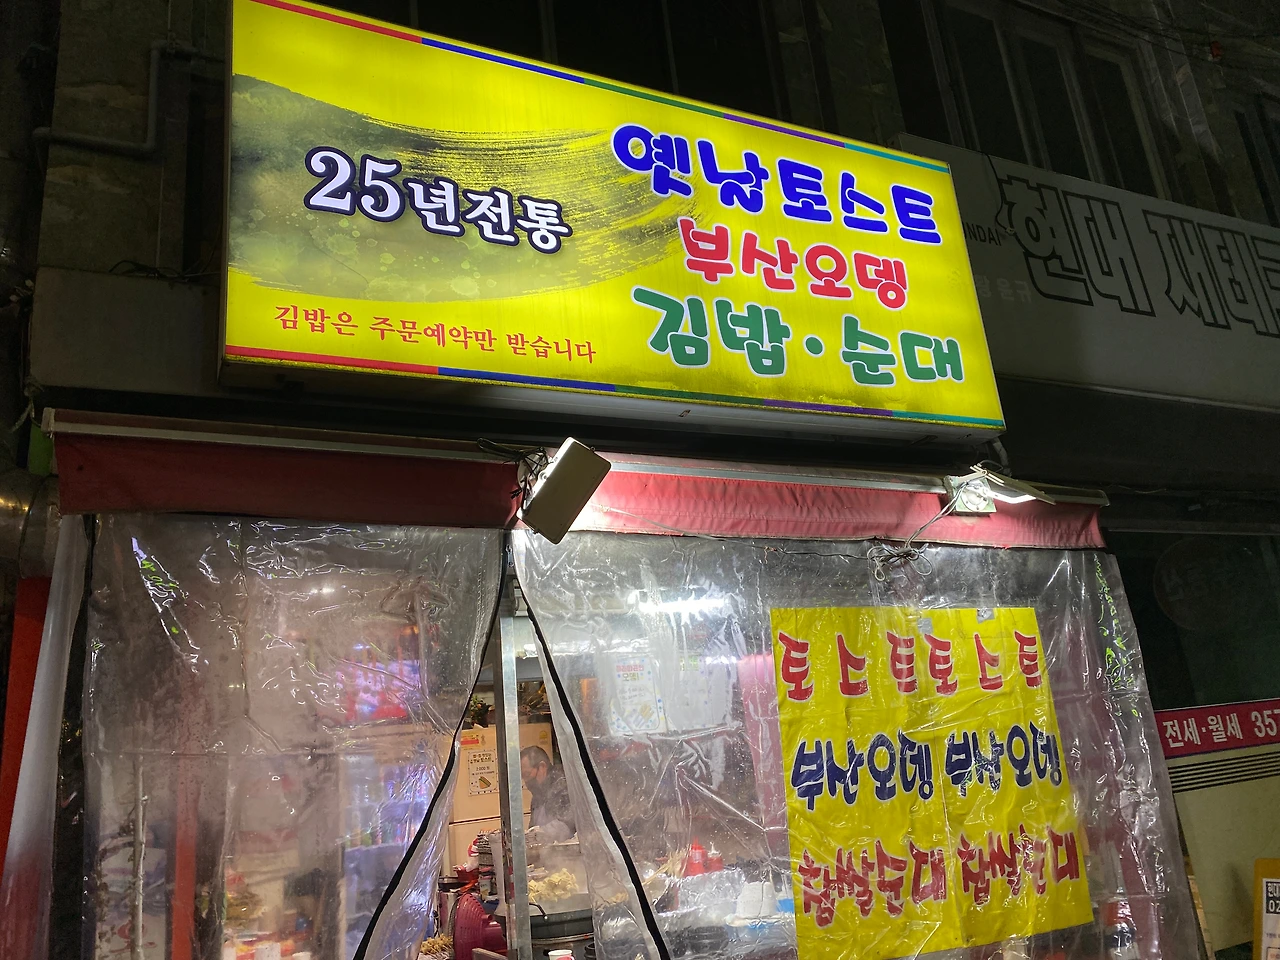 25년전통
옛날토스트
부산오뎅
김밥·순대
김밥은 주문예약만 받습니다
NDAI
현대 재테
토스트토스트
부산오뎅 부산오뎅
찹쌀순대 찹쌀순대
전세·월세 357
02